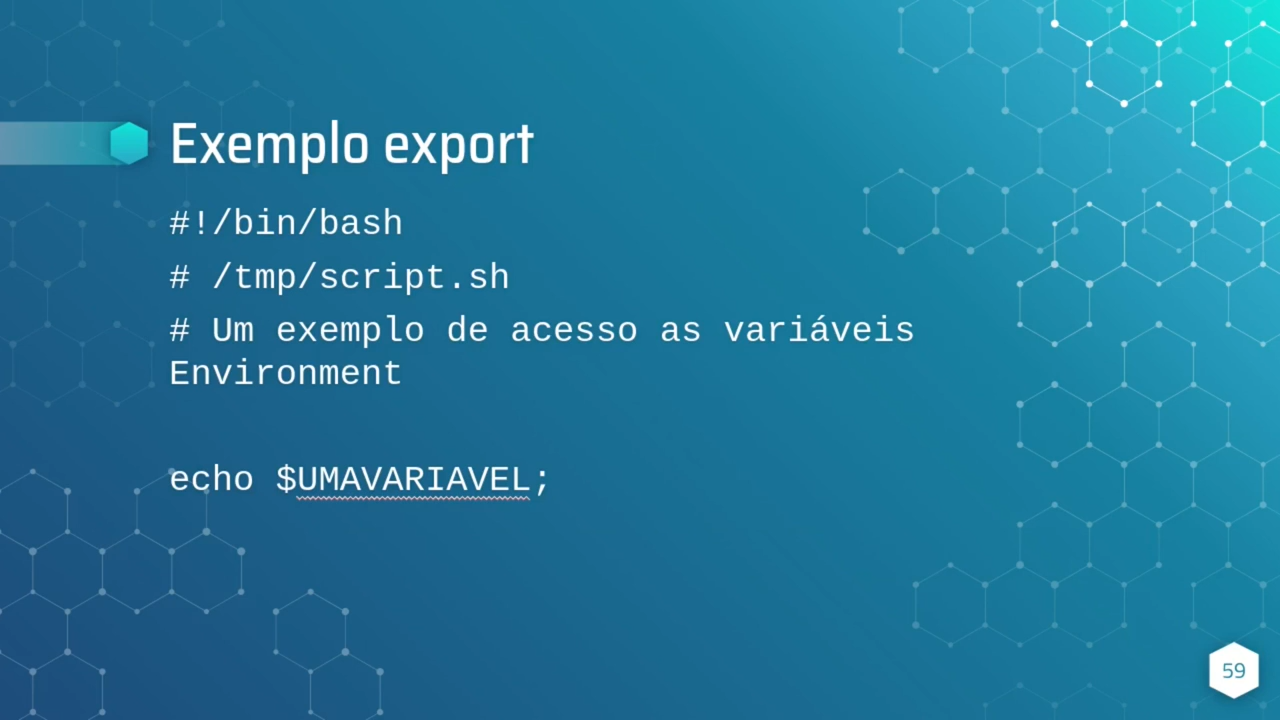 Exemplo export
#!/bin/bash
# /tmp/script.sh
# Um exemplo de acesso as variáveis
Environment
echo $UMAVARIAVEL;
59